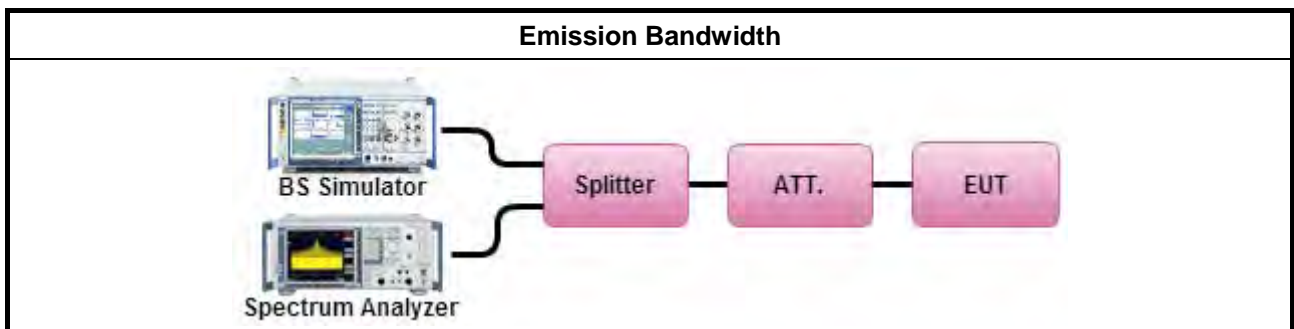 Emission Bandwidth
BS Simulator
Splitter
ATT.
EUT
Spectrum Analyzer